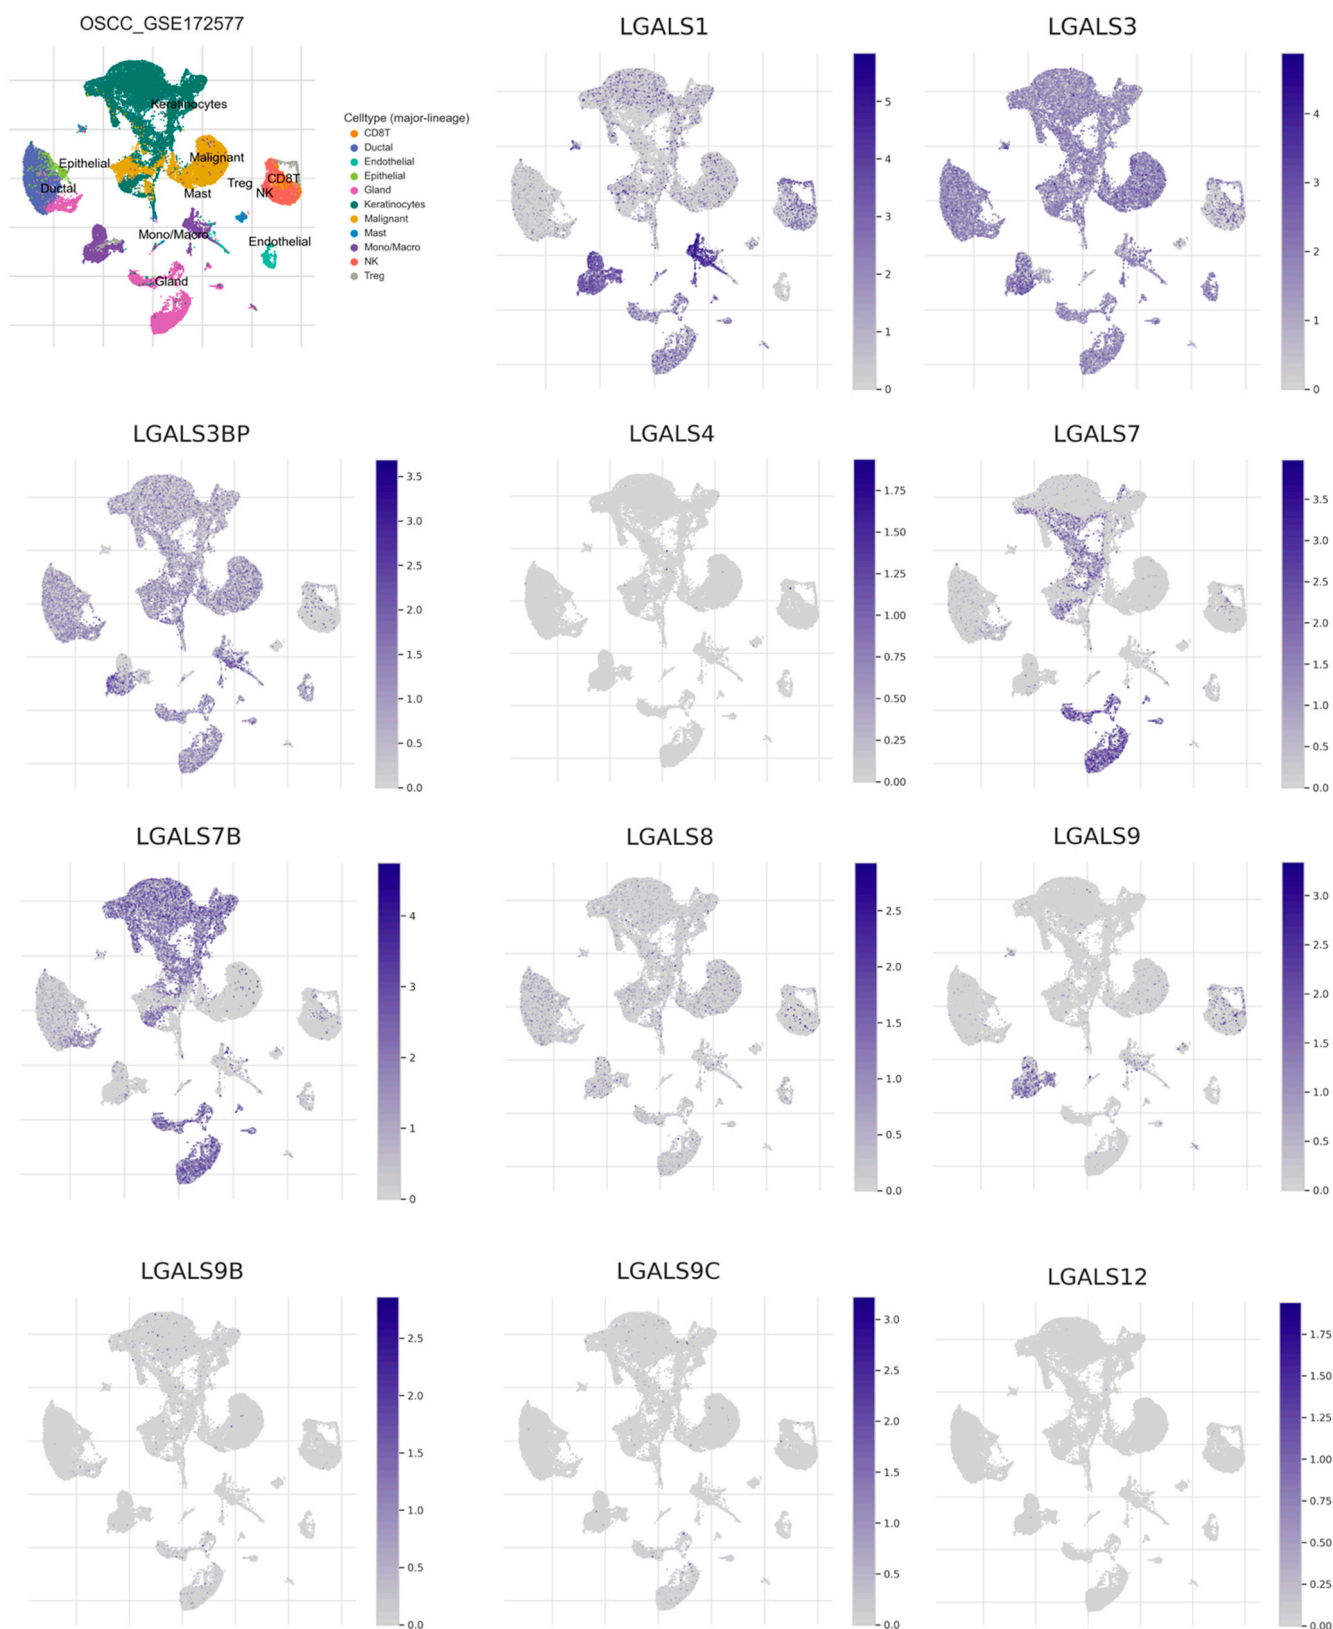 OSCC_GSE172577
Keratinocytes
Epithelial
Malignant
Ductal
Mast
Treg
CD8T
NK
Mono/Macro
Endothelial
Gland
Celltype (major-lineage)
CD8T
Ductal
Endothelial
Epithelial
Gland
Keratinocytes
Malignant
Mast
Mono/Macro
NK
Treg
LGALS1
5
4
3
2
1
0
LGALS3
4
3
2
1
0
LGALS3BP
3.5
3.0
2.5
2.0
1.5
1.0
0.5
0.0
LGALS4
1.75
1.50
1.25
1.00
0.75
0.50
0.25
0.00
LGALS7
3.5
3.0
2.5
2.0
1.5
1.0
0.5
0.0
LGALS7B
4
3
2
1
0
LGALS8
2.5
2.0
1.5
1.0
0.5
0.0
LGALS9
3.0
2.5
2.0
1.5
1.0
0.5
0.0
LGALS9B
2.5
2.0
1.5
1.0
0.5
0.0
LGALS9C
3.0
2.5
2.0
1.5
1.0
0.5
0.0
LGALS12
1.75
1.50
1.25
1.00
0.75
0.50
0.25
0.00